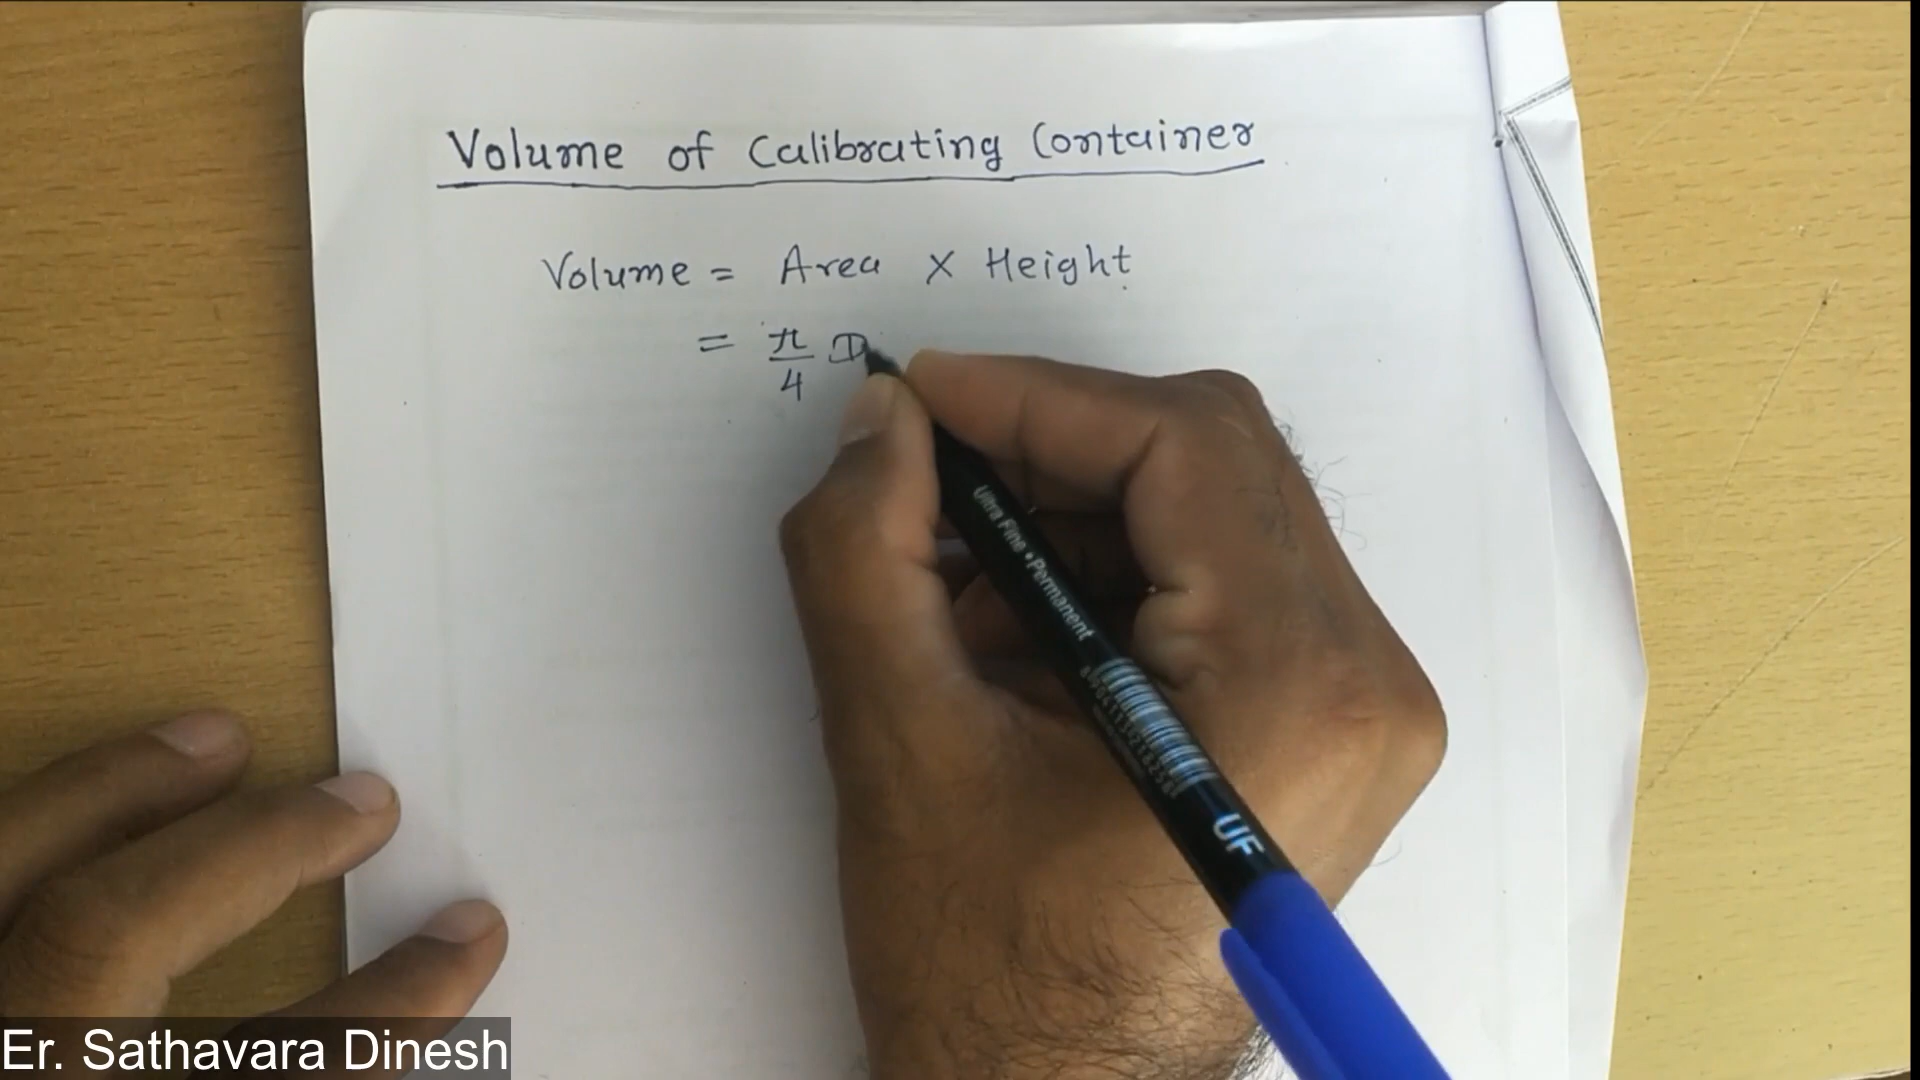 Volume of Calibrating Container
Volume = Area × Height
= π/4 D
Ultra Fine • Permanent
UF
Er. Sathavara Dinesh